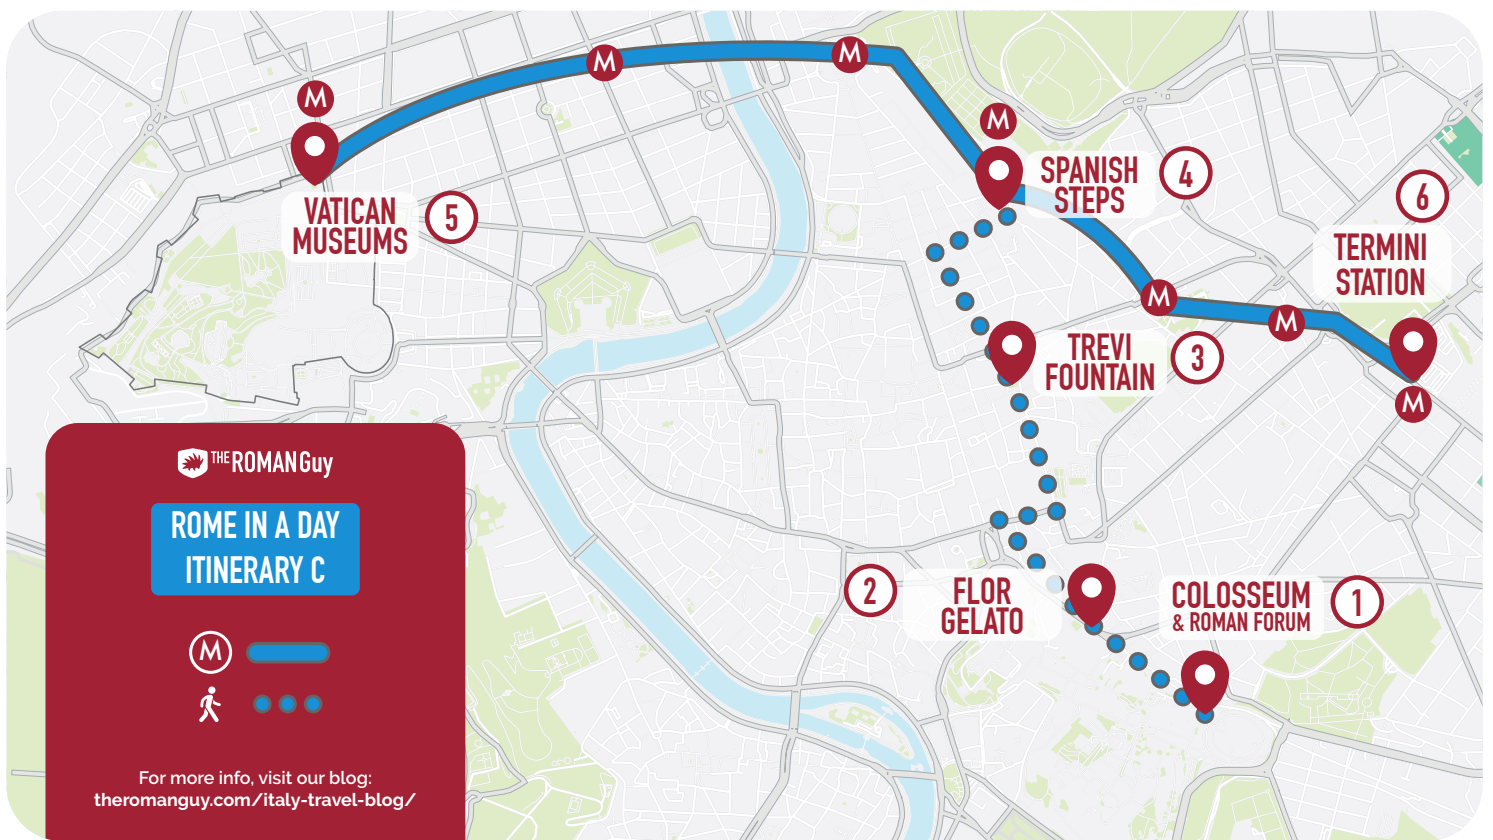 M
M
M
M
SPANISH
STEPS
4
VATICAN
MUSEUMS
5
6
TERMINI
STATION
M
M
TREVI
FOUNTAIN
3
M
THE ROMAN Guy
ROME IN A DAY
ITINERARY C
2
FLOR
GELATO
COLOSSEUM
& ROMAN FORUM
1
M
For more info, visit our blog:
theromanguy.com/italy-travel-blog/